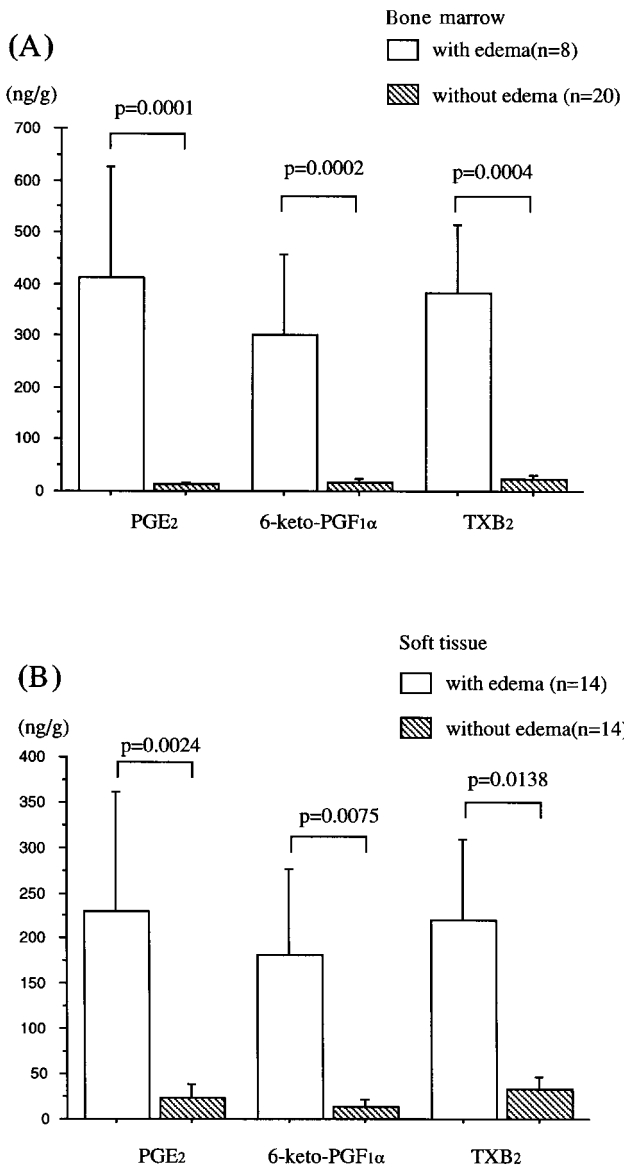 Bone marrow
(A)
with edema(n=8)
(ng/g)
without edema (n=20)
p=0.0001
700
p=0.0002
p=0.0004
600
500
400
300
200
100
0
PGE2
6-keto-PGF1α
TXB2
Soft tissue
(B)
with edema (n=14)
(ng/g)
without edema(n=14)
p=0.0024
400
p=0.0138
350
p=0.0075
300
250
200
150
100
50
0
PGE2
6-keto-PGF1α
TXB2